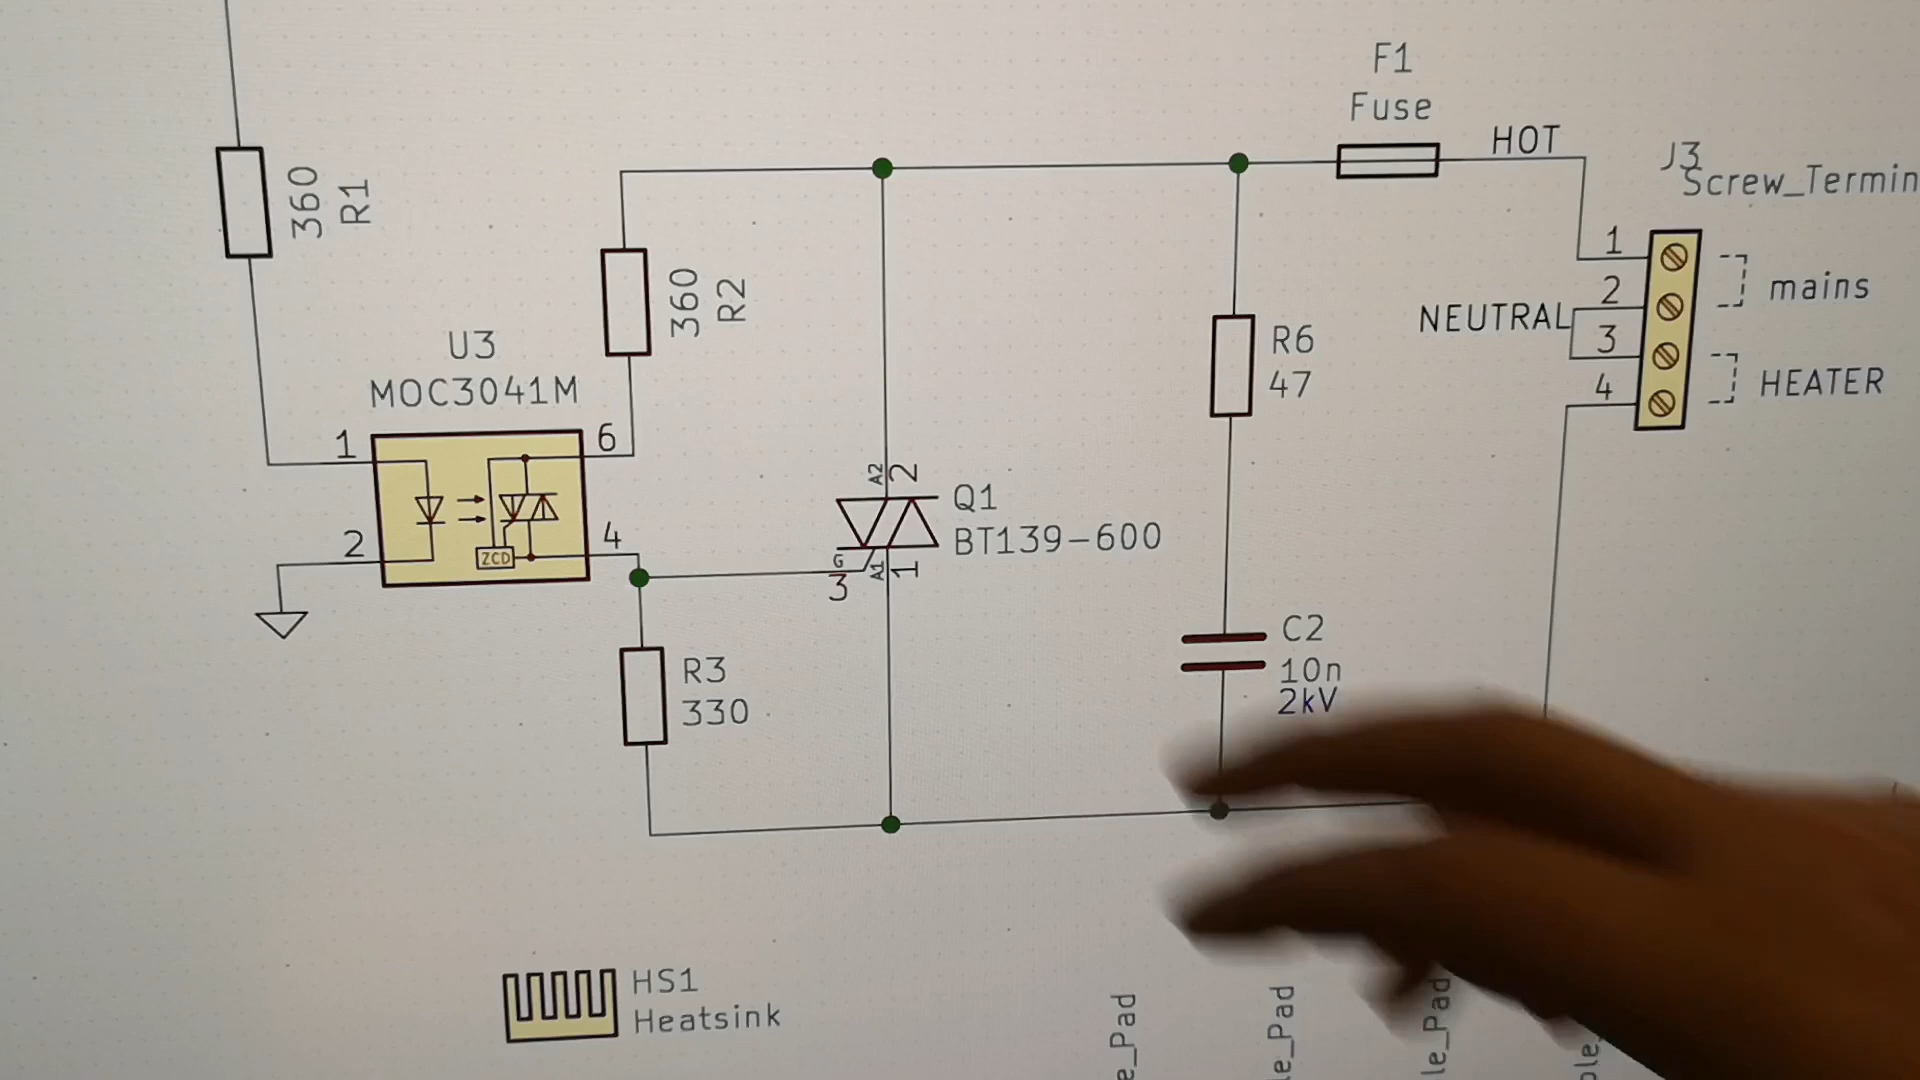 F1
Fuse
HOT
J3
Screw_Termin
360
R1
360
R2
1
2
3
4
mains
NEUTRAL
HEATER
U3
MOC3041M
R6
47
1
6
2
4
ZCD
A2
2
Q1
BT139-600
G
3
A1
1
C2
10n
2kV
R3
330
HS1
Heatsink
e_Pad
le_Pad
le_Pad
ole_